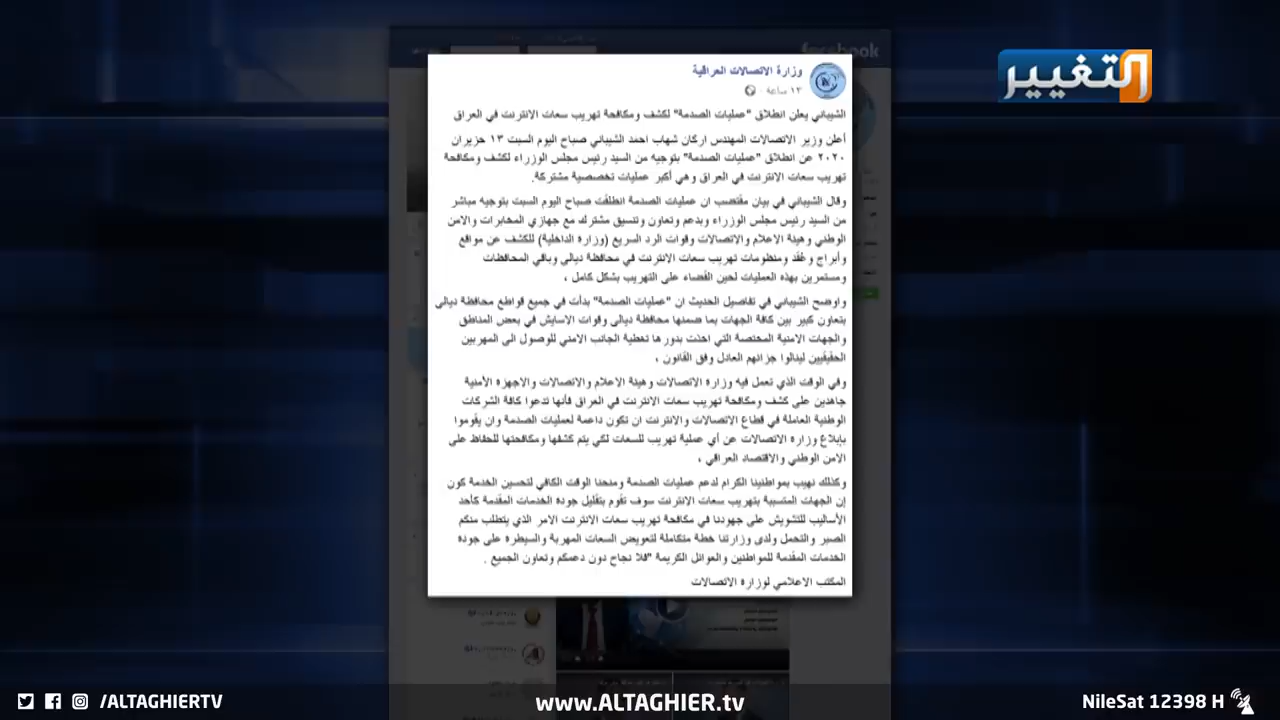 facebook
التغيير
وزارة الاتصالات العراقية
١٣ ساعة ·
الشيباني يعلن انطلاق "عمليات الصدمة" لكشف ومكافحة تهريب سعات الانترنت في العراق
أعلن وزير الاتصالات المهندس اركان شهاب احمد الشيباني صباح اليوم السبت ١٣ حزيران
٢٠٢٠ عن انطلاق "عمليات الصدمة" بتوجيه من السيد رئيس مجلس الوزراء لكشف ومكافحة
تهريب سعات الانترنت في العراق وهي أكبر عمليات تخصصية مشتركة.
وقال الشيباني في بيان مقتضب ان عمليات الصدمة انطلقت صباح اليوم السبت بتوجيه مباشر
من السيد رئيس مجلس الوزراء وبدعم وتعاون وتنسيق مشترك مع جهازي المخابرات والامن
الوطني وهيئة الاعلام والاتصالات وقوات الرد السريع (وزارة الداخلية) للكشف عن مواقع
وأبراج وعُقَد ومنظومات تهريب سعات الانترنت في محافظة ديالى وباقي المحافظات
ومستمرين بهذه العمليات لحين القضاء على التهريب بشكل كامل ،
واوضح الشيباني في تفاصيل الحديث ان "عمليات الصدمة" بدأت في جميع قواطع محافظة ديالى
بتعاون كبير بين كافة الجهات بما ضمنها محافظة ديالى وقوات الاسايش في بعض المناطق
والجهات الامنية المختصة التي اخذت بدورها تغطية الجانب الامني للوصول الى المهربين
الحقيقيين لينالوا جزائهم العادل وفق القانون ،
وفي الوقت الذي تعمل فيه وزارة الاتصالات وهيئة الاعلام والاتصالات والاجهزه الأمنية
جاهدين على كشف ومكافحة تهريب سعات الانترنت في العراق فأنها تدعوا كافة الشركات
الوطنية العاملة في قطاع الاتصالات والانترنت ان تكون داعمة لعمليات الصدمة وان يقوموا
بإبلاغ وزارة الاتصالات عن أي عملية تهريب للسعات لكي يتم كشفها ومكافحتها للحفاظ على
الامن الوطني والاقتصاد العراقي ،
وكذلك نهيب بمواطنينا الكرام لدعم عمليات الصدمة ومنحنا الوقت الكافي لتحسين الخدمة كون
إن الجهات المتسببة بتهريب سعات الانترنت سوف تقوم بتقليل جودة الخدمات المقدمة كأحد
الأساليب للتشويش على جهودنا في مكافحة تهريب سعات الانترنت الامر الذي يتطلب منكم
الصبر والتحمل ولدى وزارتنا خطة متكاملة لتعويض السعات المهربة والسيطره على جودة
الخدمات المقدمة للمواطنين والعوائل الكريمة "فلا نجاح دون دعمكم وتعاون الجميع .
المكتب الاعلامي لوزارة الاتصالات
/ALTAGHIERTV
www.ALTAGHIER.tv
NileSat 12398 H